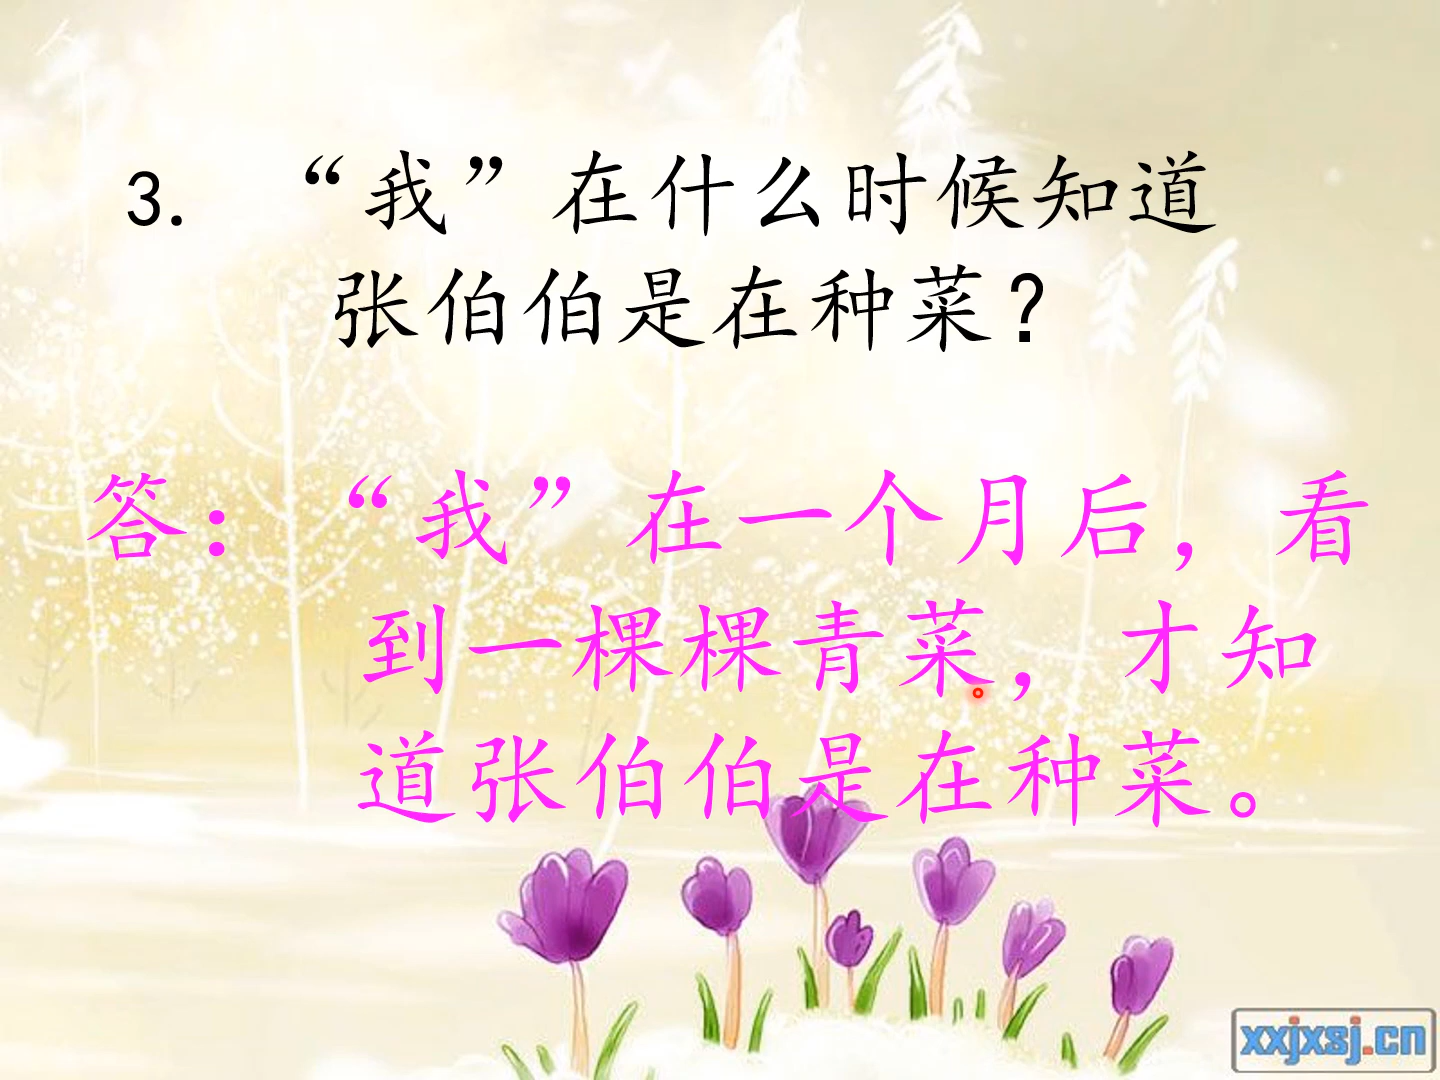 3. “我”在什么时候知道
张伯伯是在种菜？
答：“我”在一个月后，看
到一棵棵青菜，才知
道张伯伯是在种菜。
xxjxsj.cn